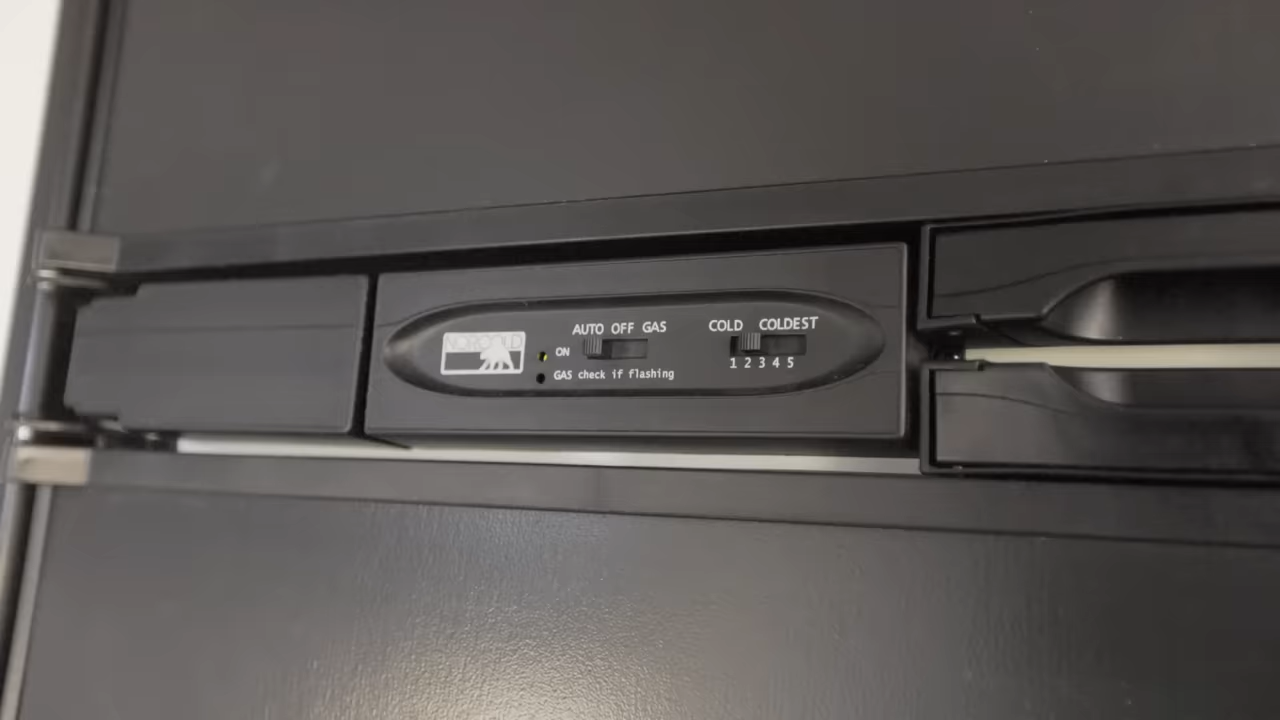 NORCOLD
AUTO OFF GAS
ON
GAS check if flashing
COLD COLDEST
1 2 3 4 5